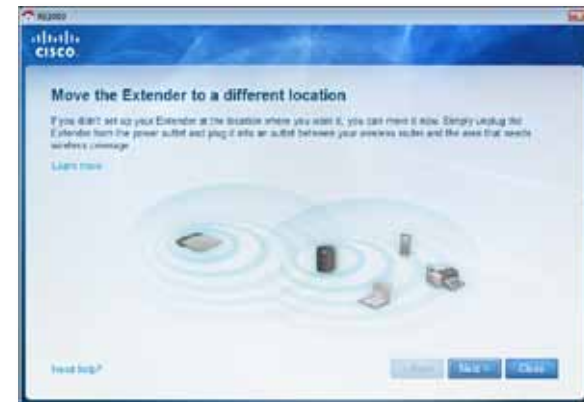 RE2000
CISCO
Move the Extender to a different location
If you didn't set up your Extender at the location where you want it, you can move it now. Simply unplug the
Extender from the power outlet and plug it into an outlet between your wireless router and the area that needs
wireless coverage.
Learn more
Need help?
Next >
Close